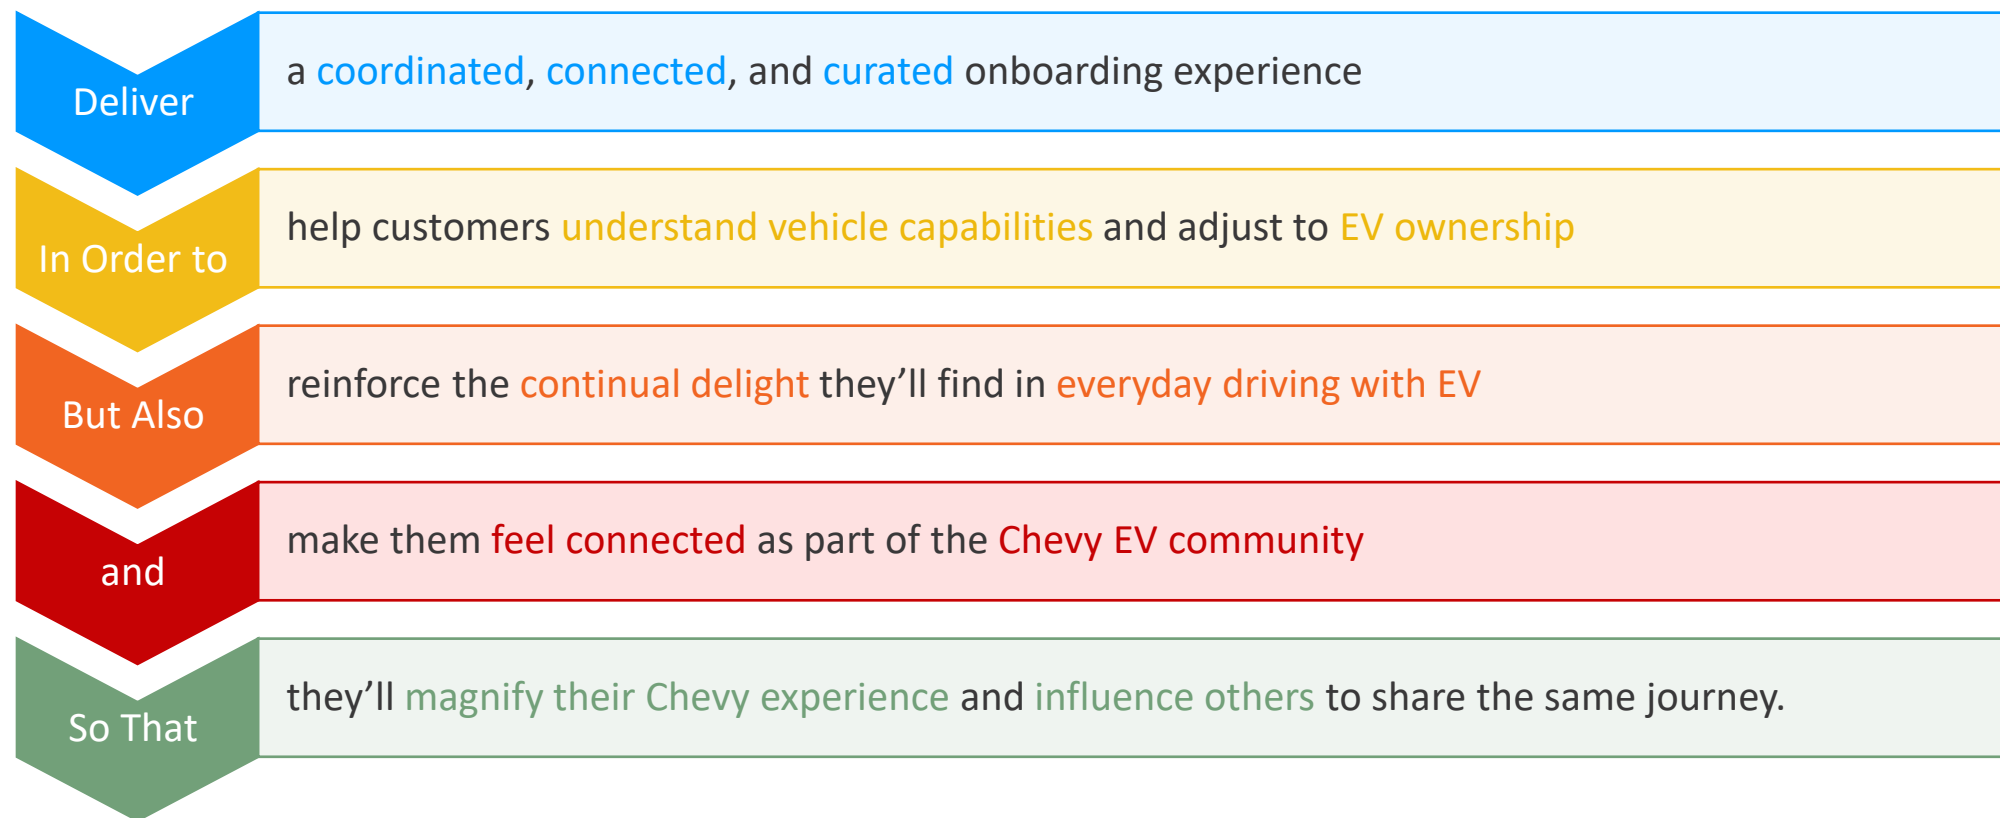 Deliver
a coordinated, connected, and curated onboarding experience
In Order to
help customers understand vehicle capabilities and adjust to EV ownership
But Also
reinforce the continual delight they’ll find in everyday driving with EV
and
make them feel connected as part of the Chevy EV community
So That
they’ll magnify their Chevy experience and influence others to share the same journey.